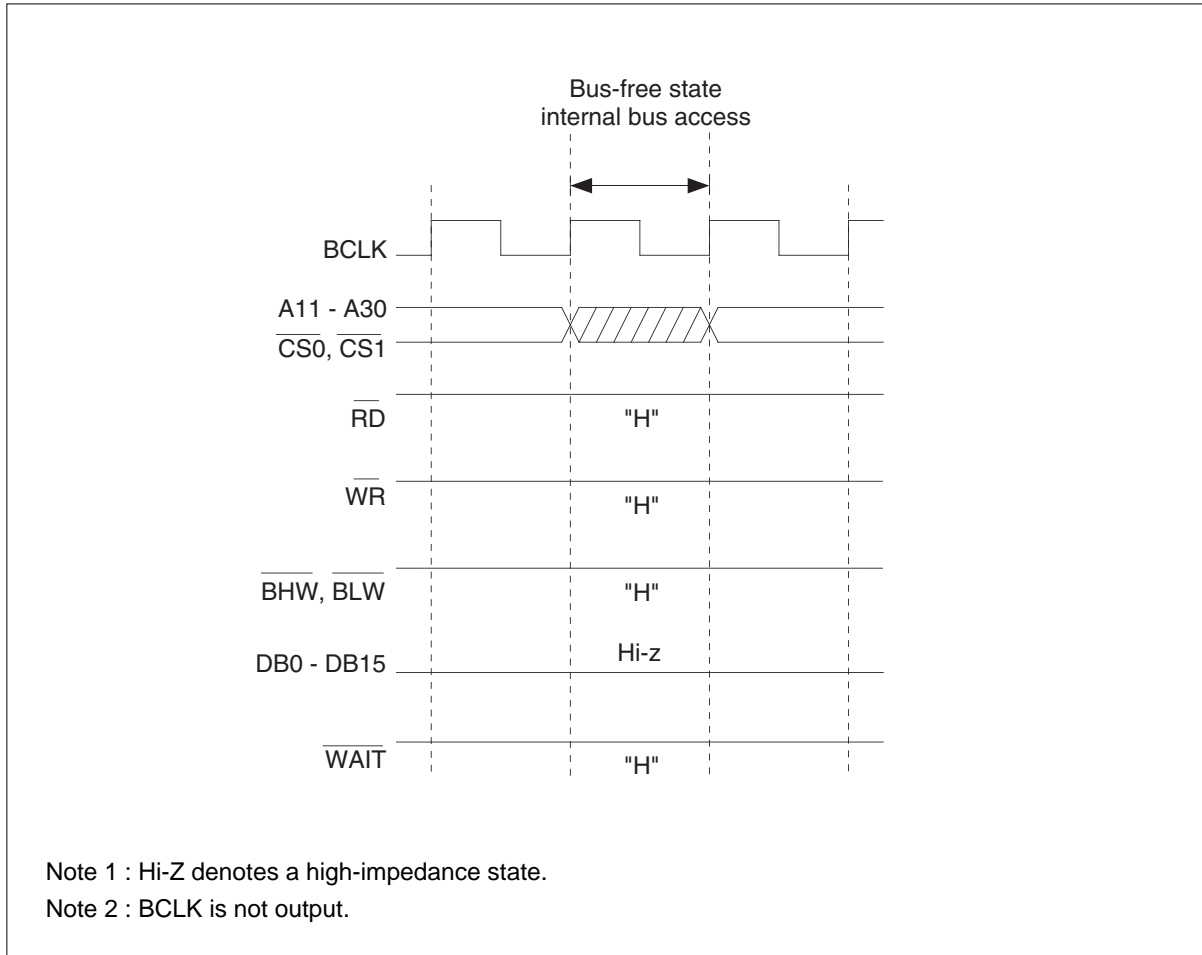 Bus-free state
internal bus access
BCLK
A11 - A30
CS0, CS1
RD
"H"
WR
"H"
BHW, BLW
"H"
DB0 - DB15
Hi-z
WAIT
"H"
Note 1 : Hi-Z denotes a high-impedance state.
Note 2 : BCLK is not output.